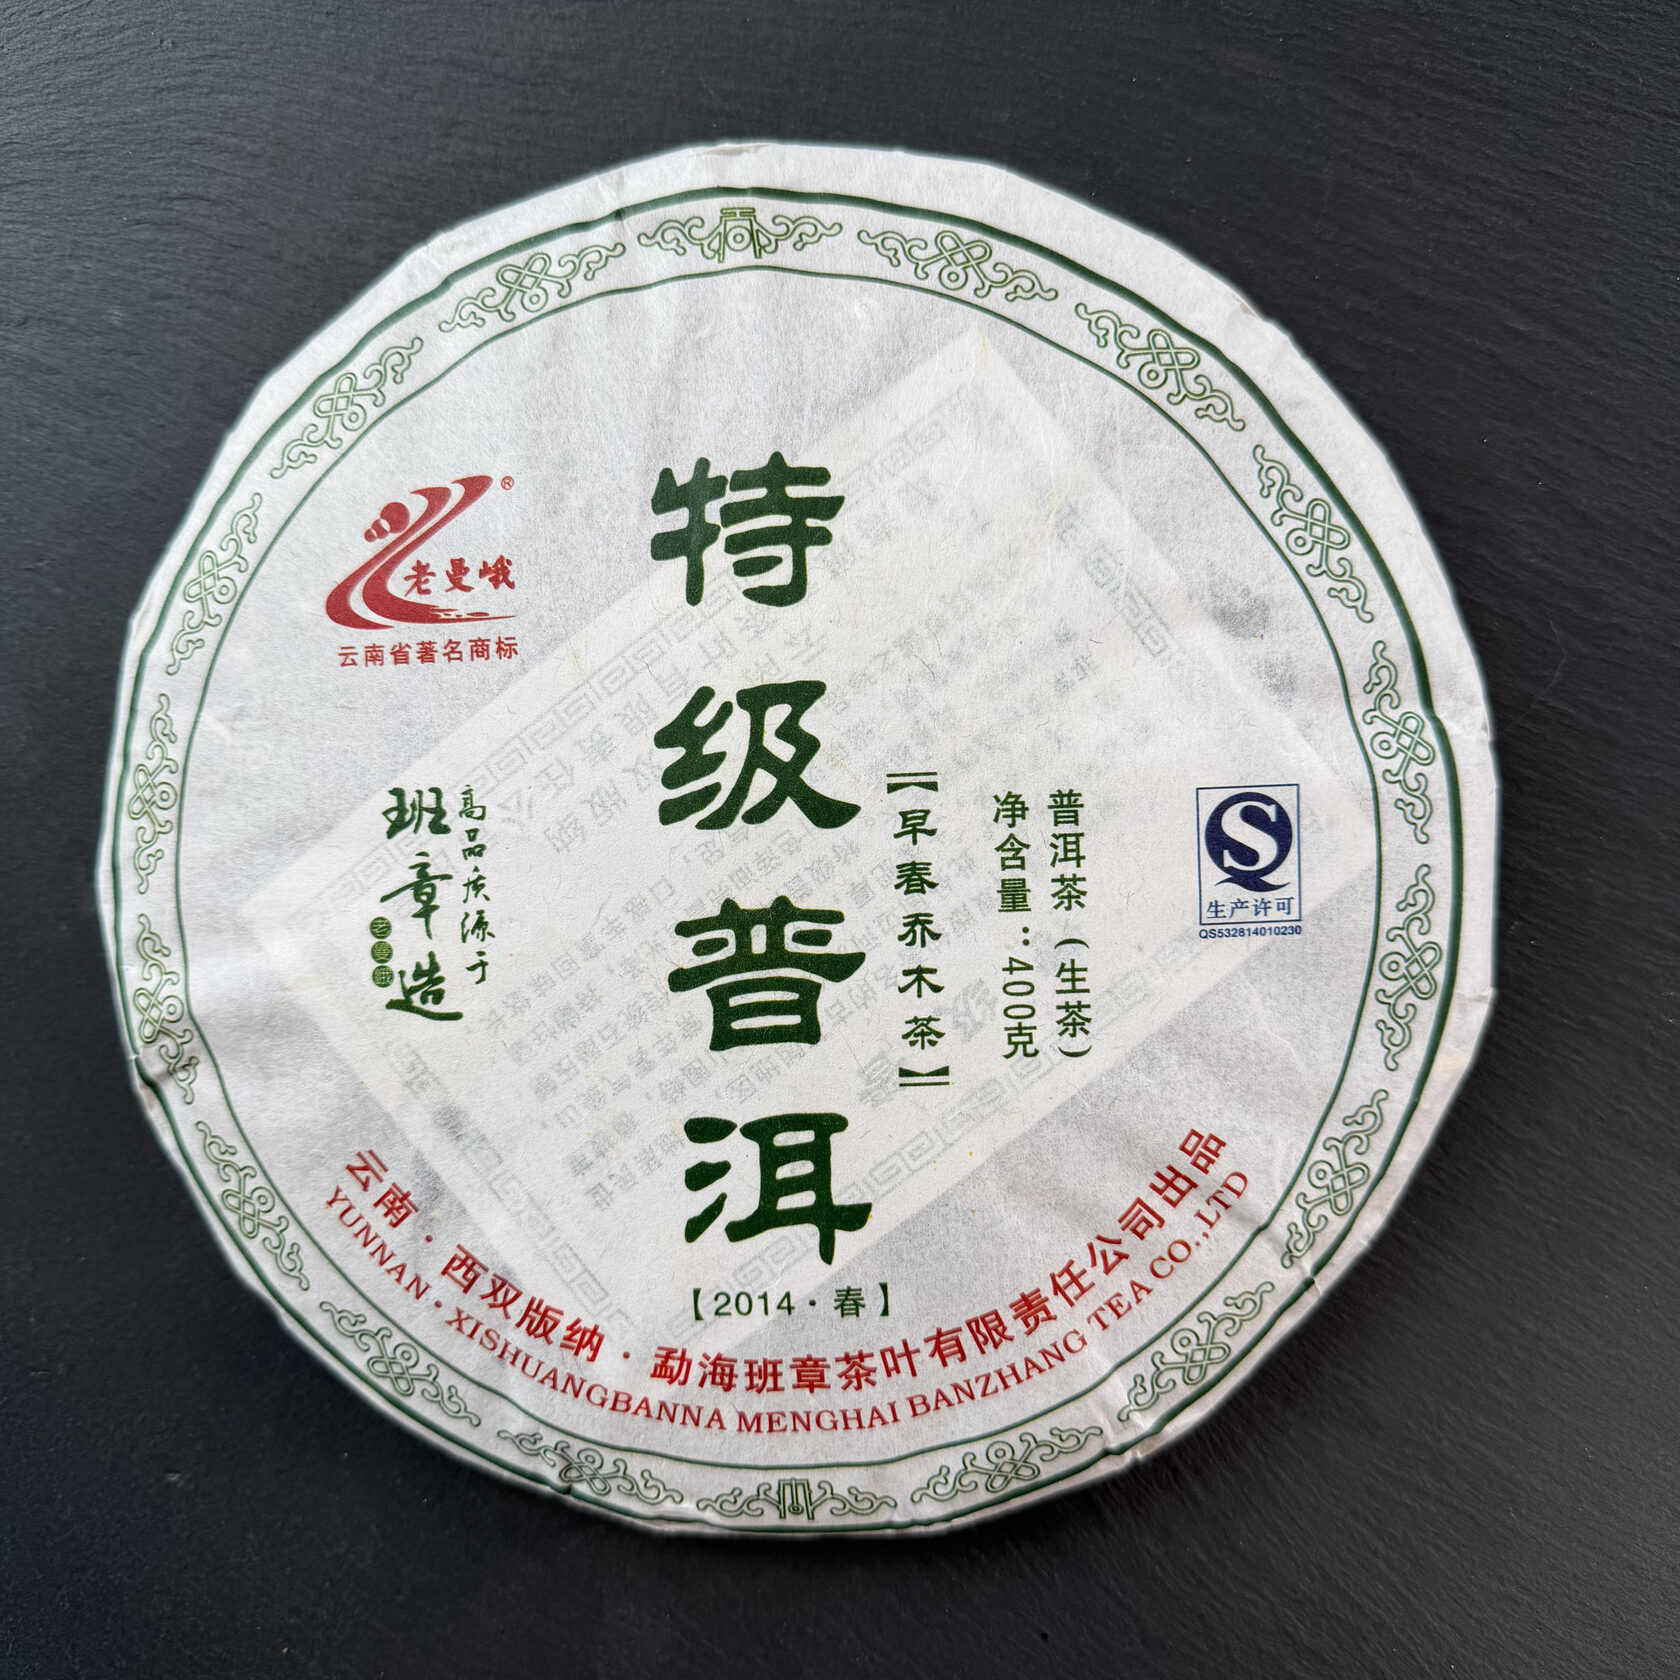 老曼峨®
云南省著名商标
特级普洱
【早春乔木茶】
普洱茶(生茶)
净含量:400克
高品质源于
班章造
老曼峨
生产许可
QS532814010230
【2014·春】
云南·西双版纳·勐海班章茶叶有限责任公司出品
YUNNAN·XISHUANGBANNA MENGHAI BANZHANG TEA CO.,LTD